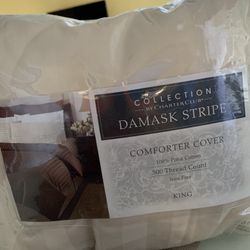 COLLECTION
BY CHARTER CLUB
DAMASK STRIPE
COMFORTER COVER
100% Pima Cotton
500 Thread Count
KING